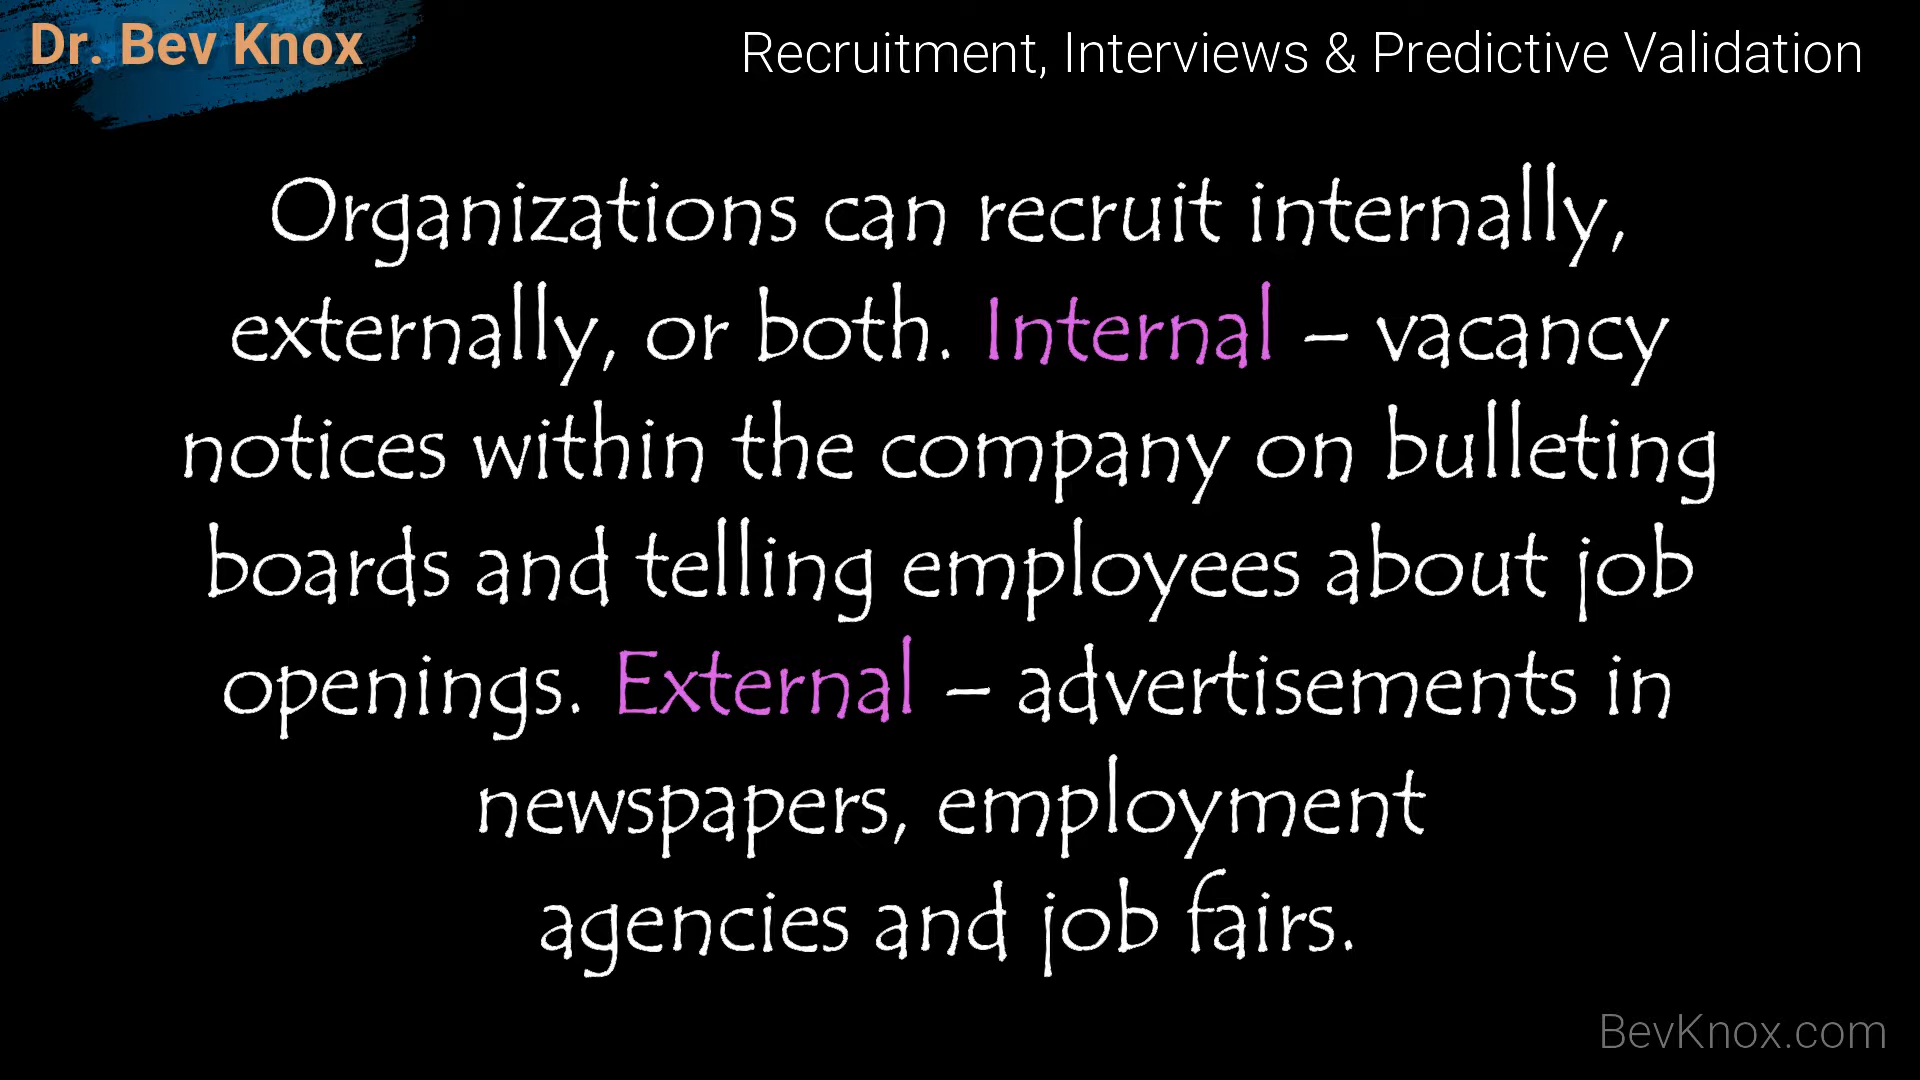 Dr. Bev Knox
Recruitment, Interviews & Predictive Validation
Organizations can recruit internally,
externally, or both. Internal – vacancy
notices within the company on bulleting
boards and telling employees about job
openings. External – advertisements in
newspapers, employment
agencies and job fairs.
BevKnox.com